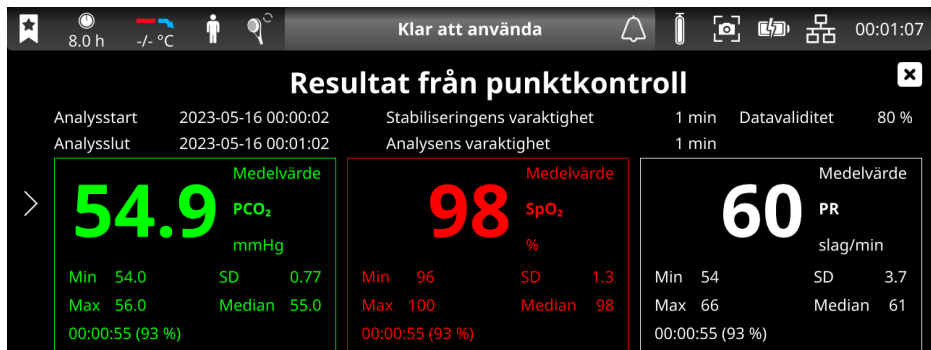 8.0 h -/- °C Klar att använda 00:01:07
Resultat från punktkontroll
Analysstart 2023-05-16 00:00:02 Stabiliseringens varaktighet 1 min Datavaliditet 80 %
Analysslut 2023-05-16 00:01:02 Analysens varaktighet 1 min
54.9 Medelvärde PCO₂ mmHg
Min 54.0 SD 0.77
Max 56.0 Median 55.0
00:00:55 (93 %)
98 Medelvärde SpO₂ %
Min 96 SD 1.3
Max 100 Median 98
00:00:55 (93 %)
60 Medelvärde PR slag/min
Min 54 SD 3.7
Max 66 Median 61
00:00:55 (93 %)